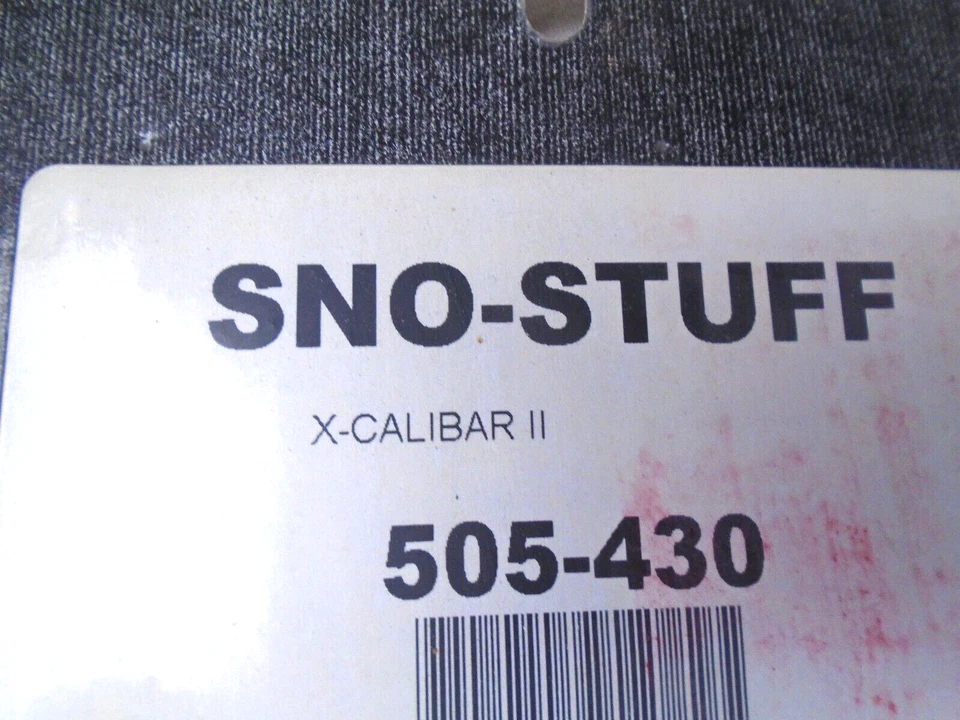 SNO-STUFF
X-CALIBAR II
505-430